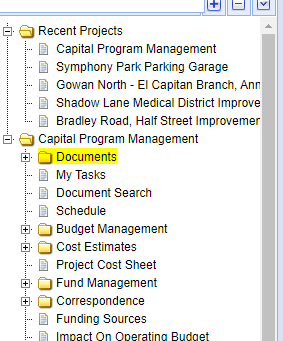 Recent Projects
Capital Program Management
Symphony Park Parking Garage
Gowan North - El Capitan Branch, Ann
Shadow Lane Medical District Improve
Bradley Road, Half Street Improvemen
Capital Program Management
Documents
My Tasks
Document Search
Schedule
Budget Management
Cost Estimates
Project Cost Sheet
Fund Management
Correspondence
Funding Sources
Impact On Operating Budget